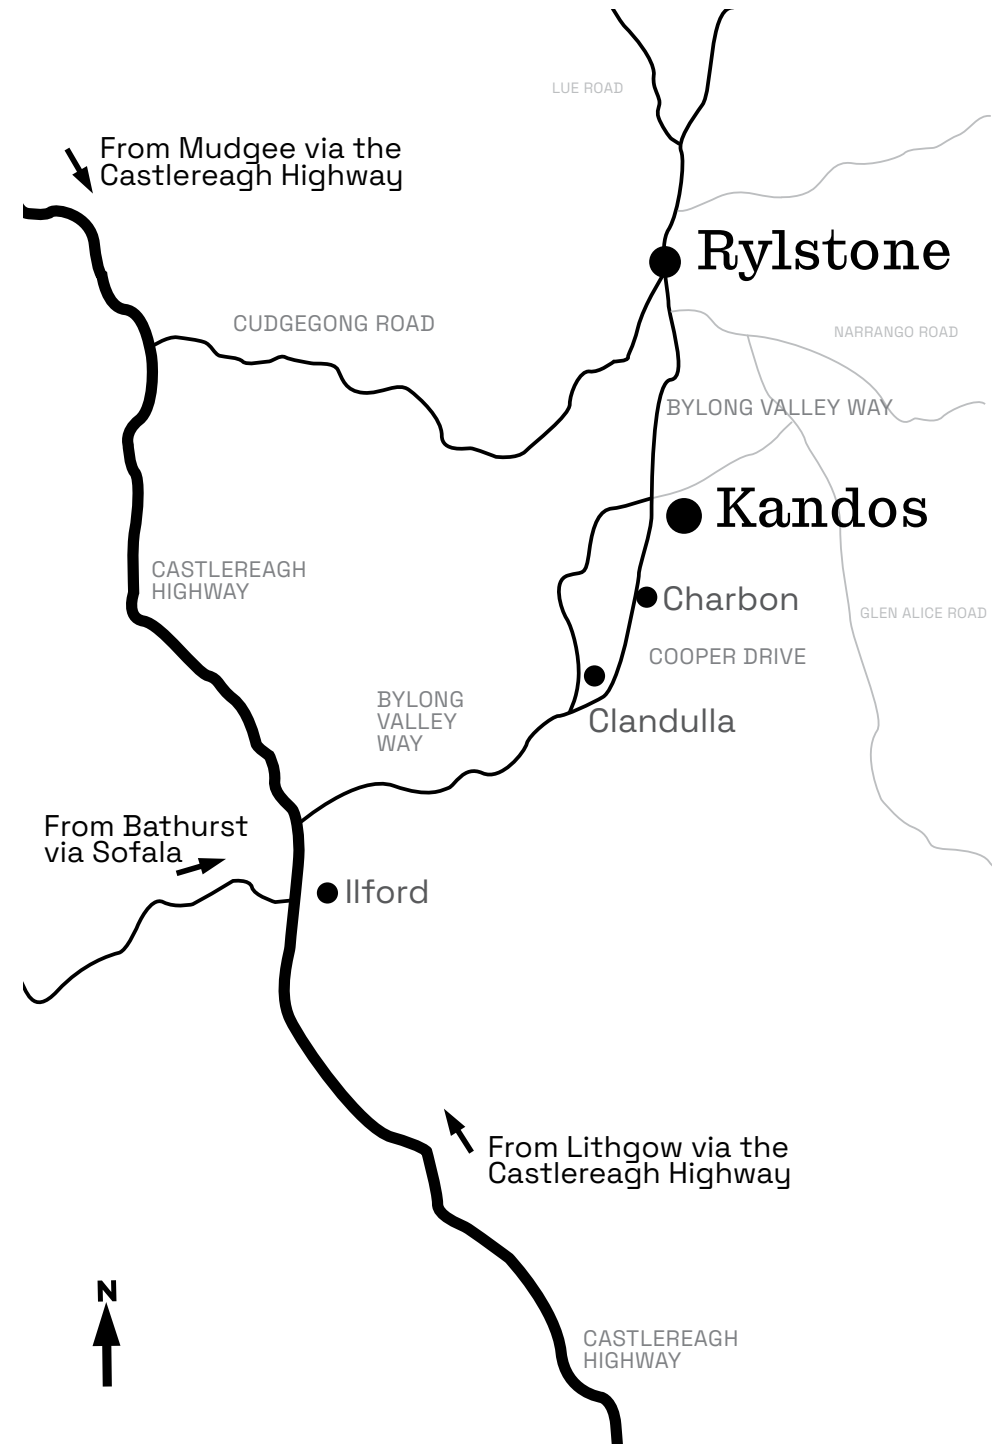 LUE ROAD
From Mudgee via the
Castlereagh Highway
Rylstone
CUDGEGONG ROAD
NARRANGO ROAD
BYLONG VALLEY WAY
Kandos
CASTLEREAGH
HIGHWAY
Charbon
GLEN ALICE ROAD
COOPER DRIVE
BYLONG
VALLEY
WAY
Clandulla
From Bathurst
via Sofala
Ilford
From Lithgow via the
Castlereagh Highway
N
CASTLEREAGH
HIGHWAY